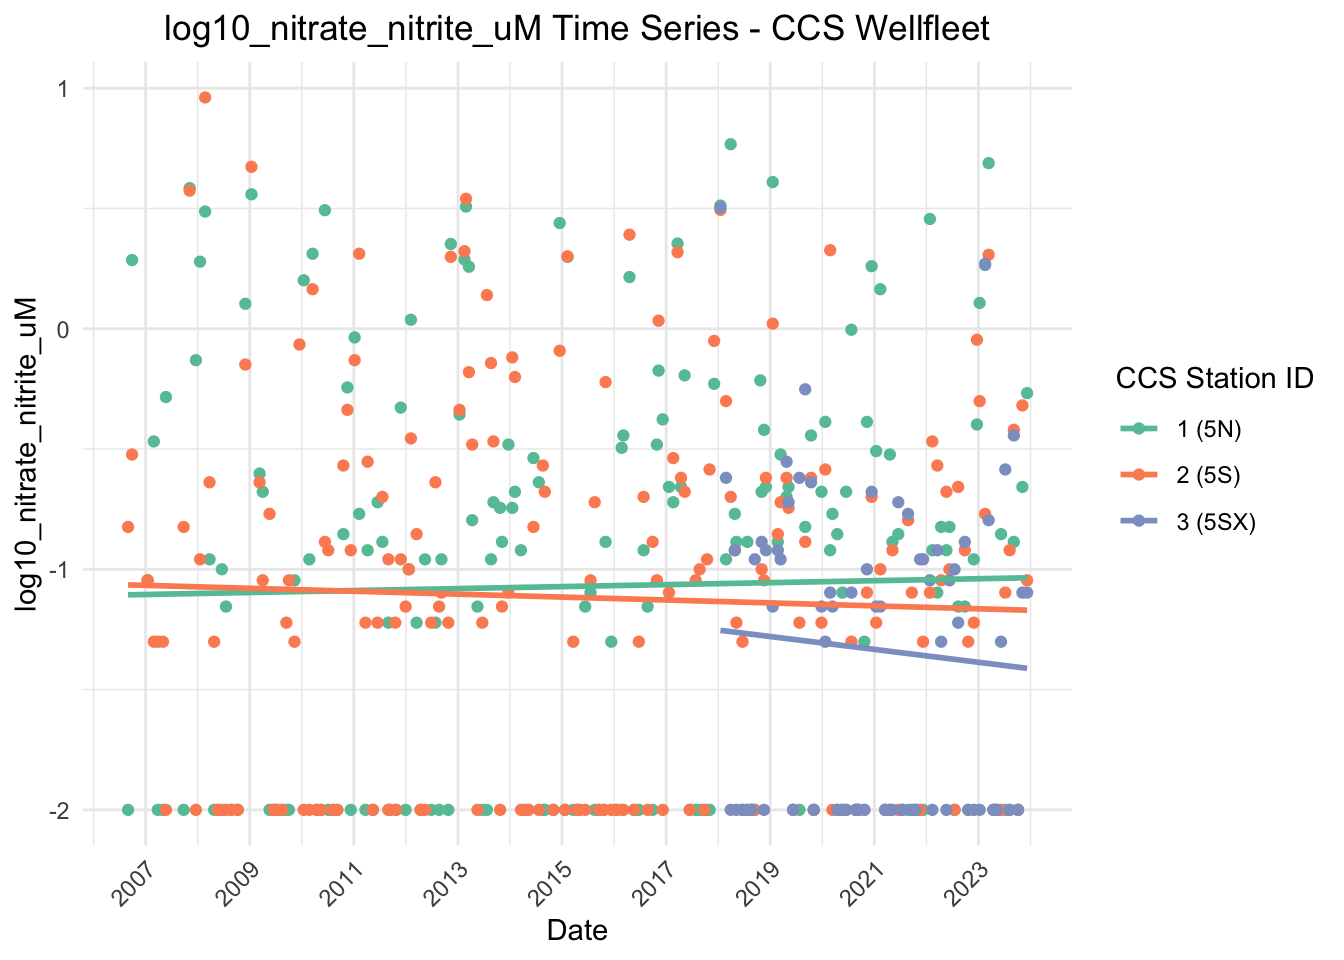 log10_nitrate_nitrite_uM Time Series - CCS Wellfleet
log10_nitrate_nitrite_uM
1
0
-1
-2
2007
2009
2011
2013
2015
2017
2019
2021
2023
Date
CCS Station ID
1 (5N)
2 (5S)
3 (5SX)